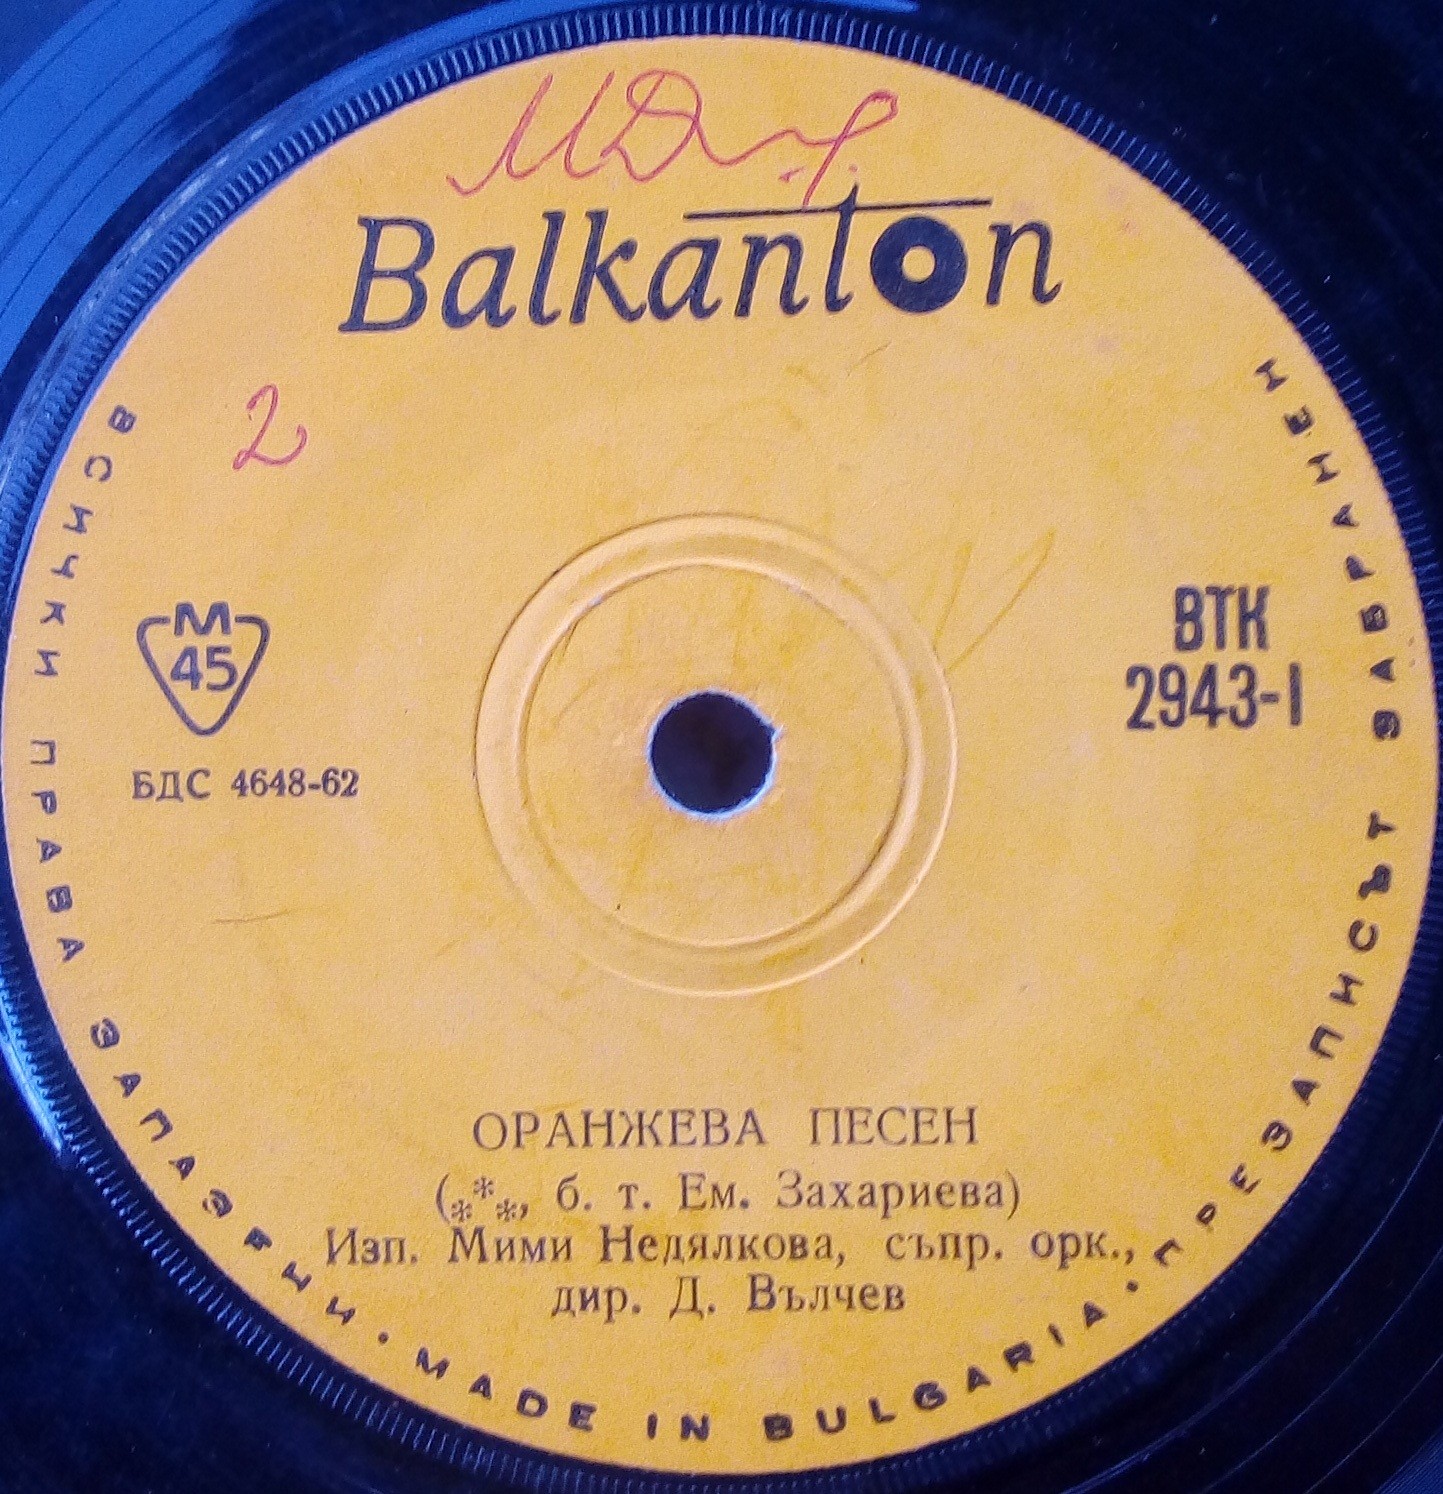 Balkanton
2
M
45
БДС 4648-62
ВТК
2943-I
ОРАНЖЕВА ПЕСЕН
(***, б. т. Ем. Захариева)
Изп. Мими Недялкова, съпр. орк.,
дир. Д. Вълчев
ВСИЧКИ ПРАВА ЗАПАЗЕНИ · MADE IN BULGARIA · ПРЕЗАПИСЪТ ЗАБРАНЕН